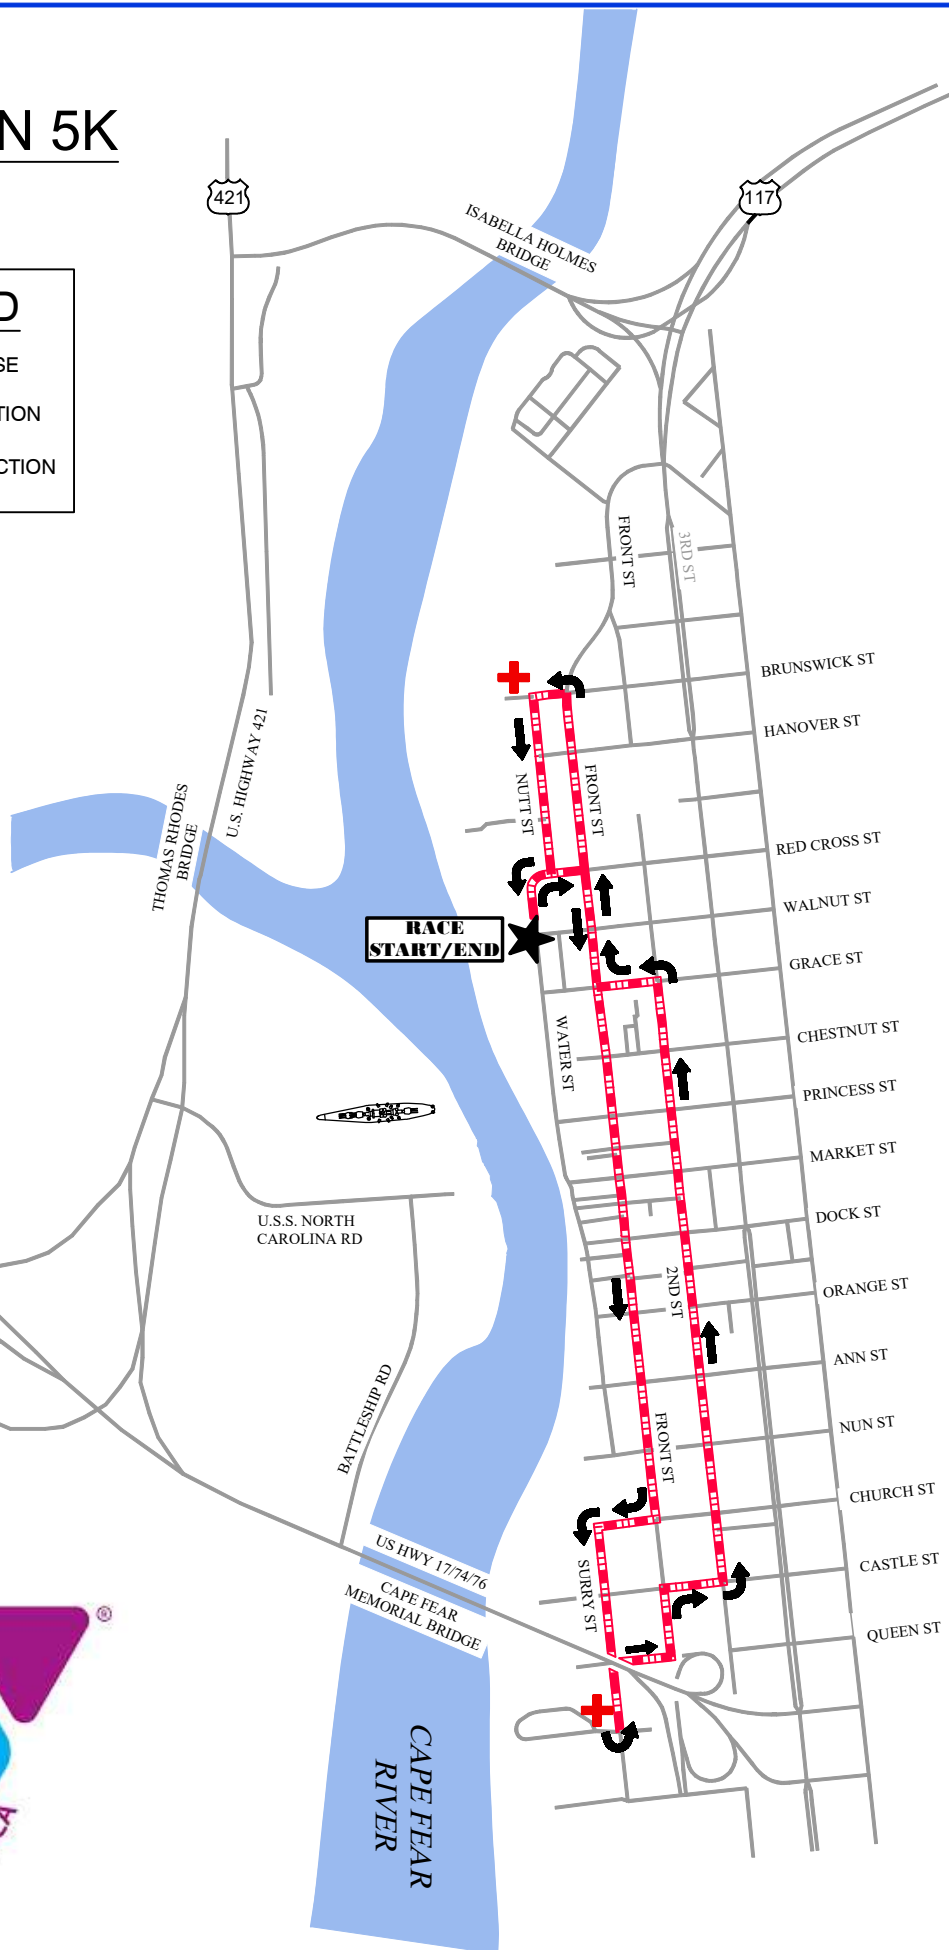 N 5K
421
117
ISABELLA HOLMES
BRIDGE
D
SE
TION
CTION
FRONT ST
3RD ST
BRUNSWICK ST
HANOVER ST
U.S. HIGHWAY 421
NUTT ST
FRONT ST
THOMAS RHODES
BRIDGE
RED CROSS ST
WALNUT ST
RACE
START/END
GRACE ST
WATER ST
CHESTNUT ST
PRINCESS ST
MARKET ST
U.S.S. NORTH
CAROLINA RD
DOCK ST
2ND ST
ORANGE ST
ANN ST
BATTLESHIP RD
FRONT ST
NUN ST
CHURCH ST
US HWY 17/74/76
CAPE FEAR
MEMORIAL BRIDGE
SURRY ST
CASTLE ST
QUEEN ST
®
CAPE FEAR
RIVER